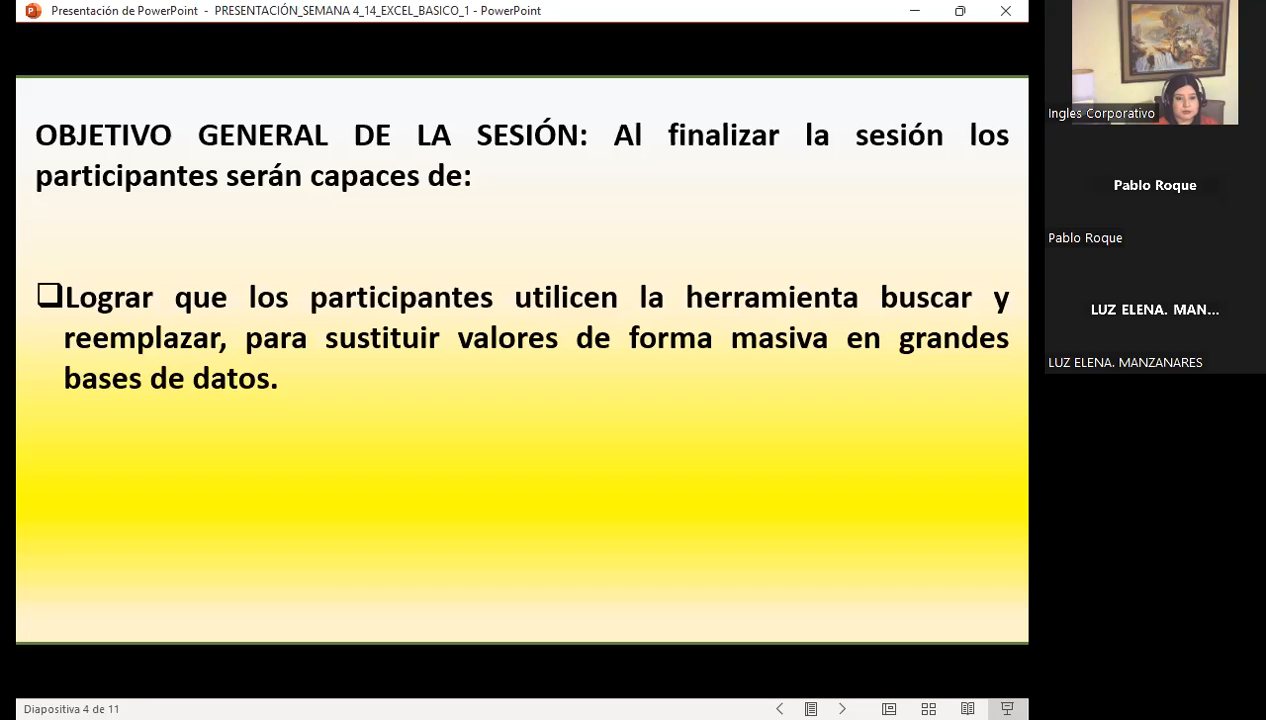 Presentación de PowerPoint - PRESENTACIÓN_SEMANA 4_14_EXCEL_BASICO_1 - PowerPoint
OBJETIVO GENERAL DE LA SESIÓN: Al finalizar la sesión los
participantes serán capaces de:
Lograr que los participantes utilicen la herramienta buscar y
reemplazar, para sustituir valores de forma masiva en grandes
bases de datos.
Diapositiva 4 de 11
Ingles Corporativo
Pablo Roque
Pablo Roque
LUZ ELENA. MAN...
LUZ ELENA. MANZANARES